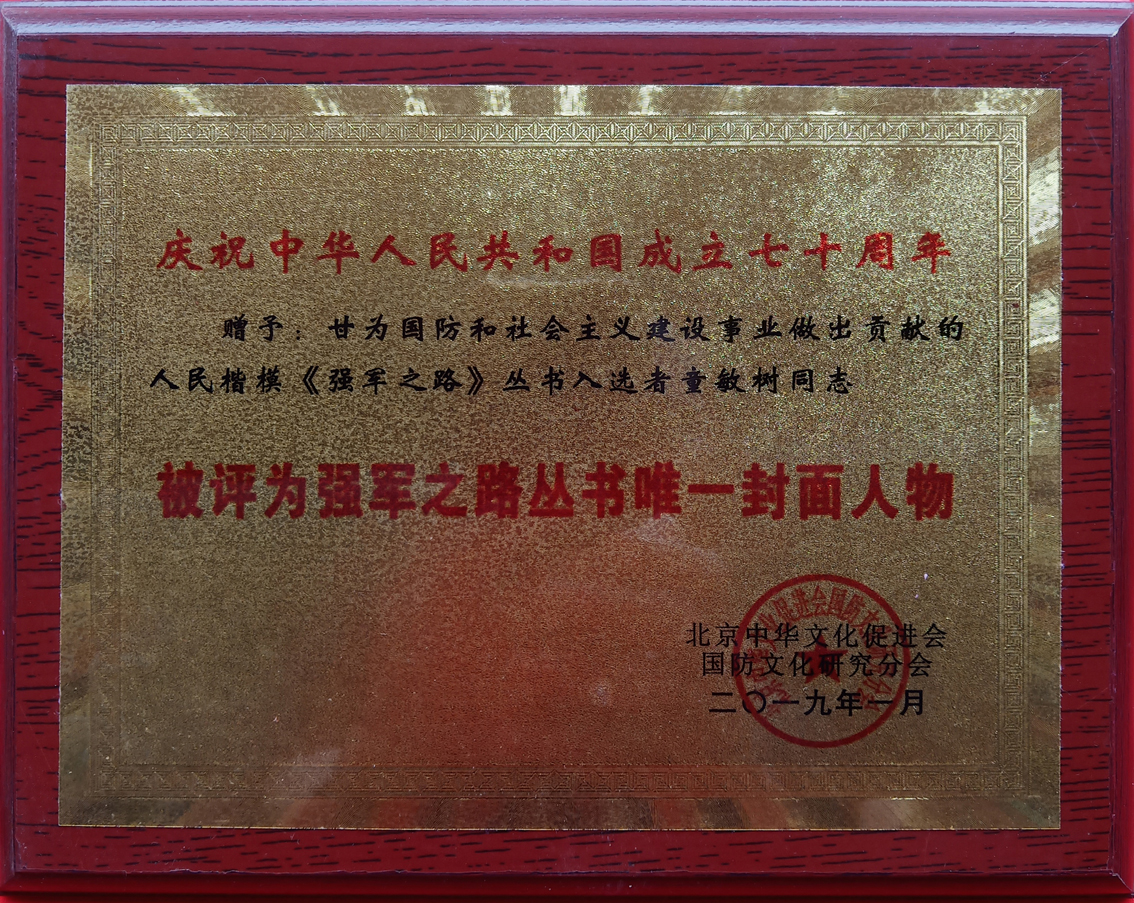 庆祝中华人民共和国成立七十周年
赠予：甘为国防和社会主义建设事业做出贡献的
人民楷模《强军之路》丛书入选者童敏树同志
被评为强军之路丛书唯一封面人物
北京中华文化促进会
国防文化研究分会
二〇一九年一月